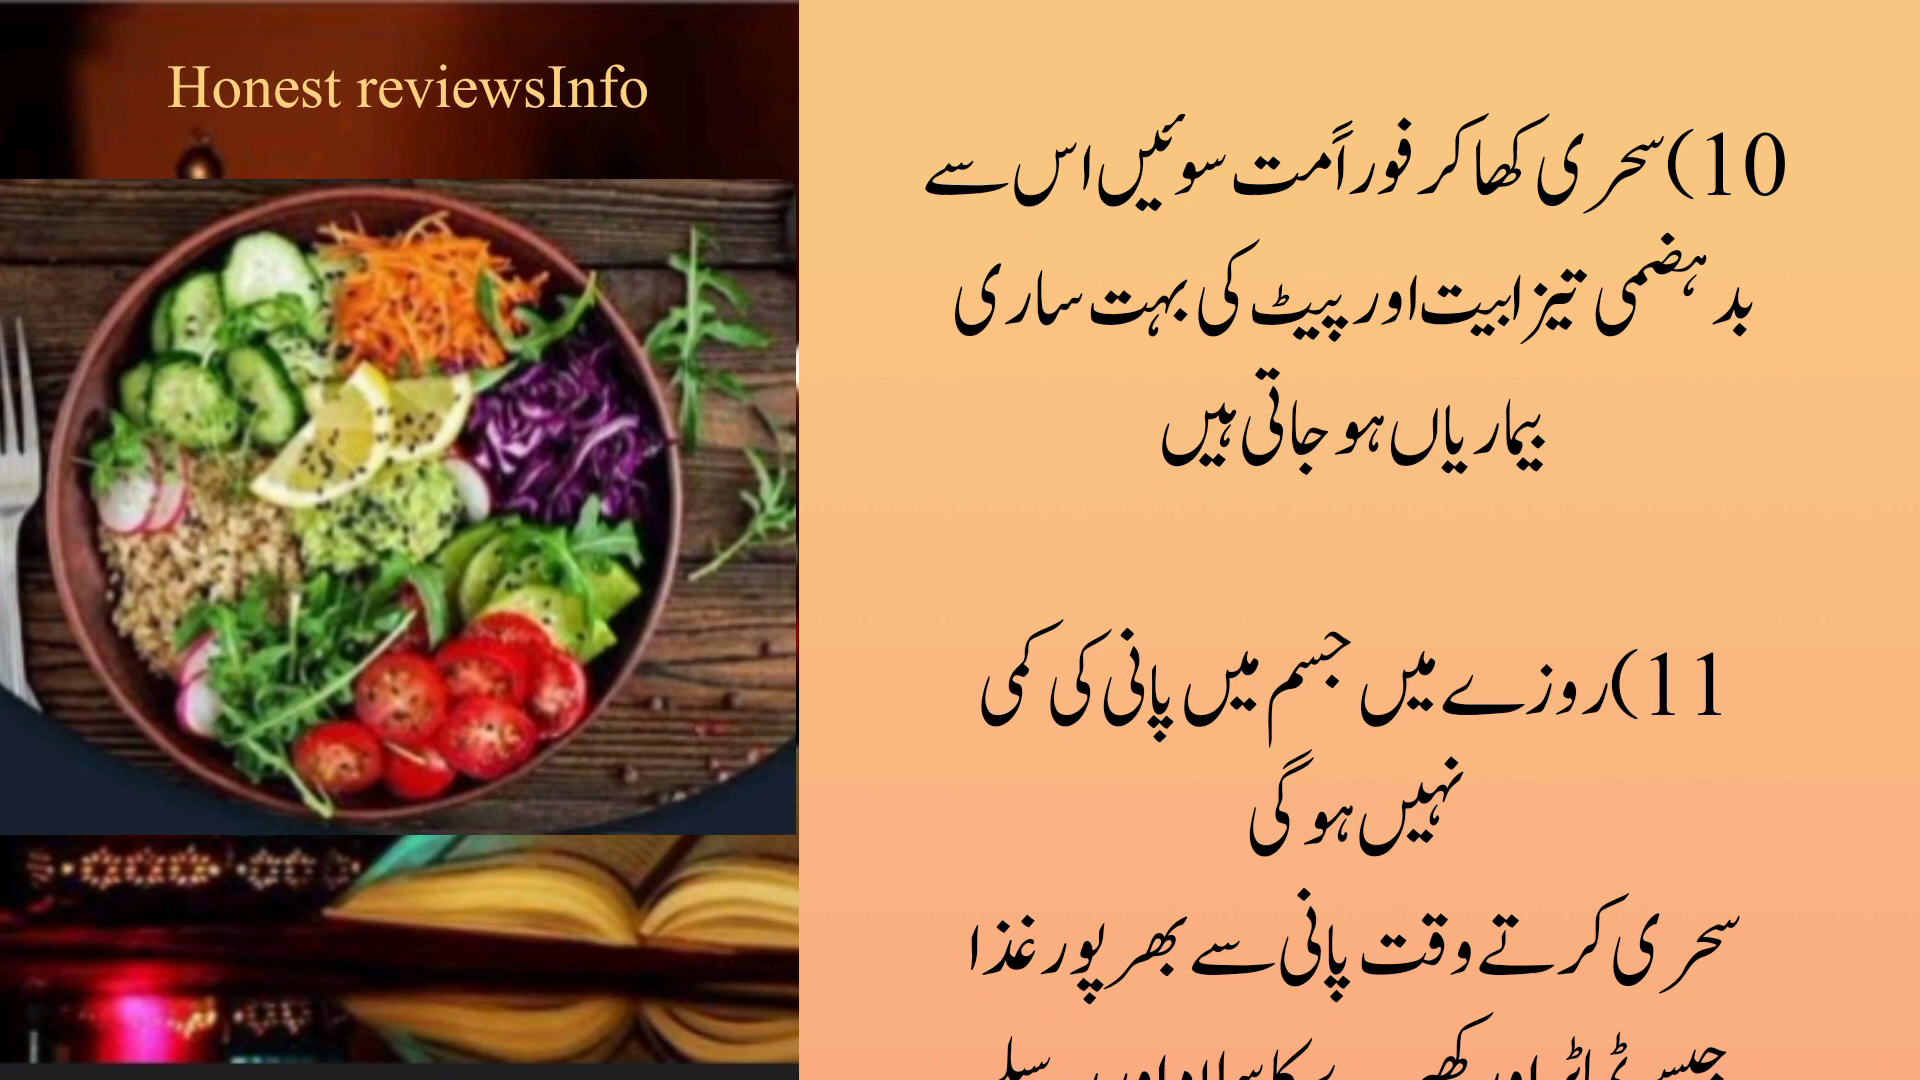 Honest reviewsInfo
10)سحری کھا کر فوراً مت سوئیں اس سے
بد ہضمی تیزابیت اور پیٹ کی بہت ساری
بیماریاں ہو جاتی ہیں
11)روزے میں جسم میں پانی کی کمی
نہیں ہو گی
سحری کرتے وقت پانی سے بھرپور غذا